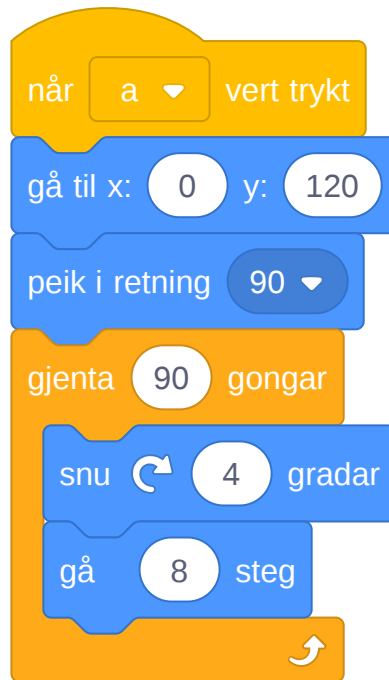 når a vert trykt
gå til x: 0 y: 120
peik i retning 90
gjenta 90 gongar
snu 4 gradar
gå 8 steg